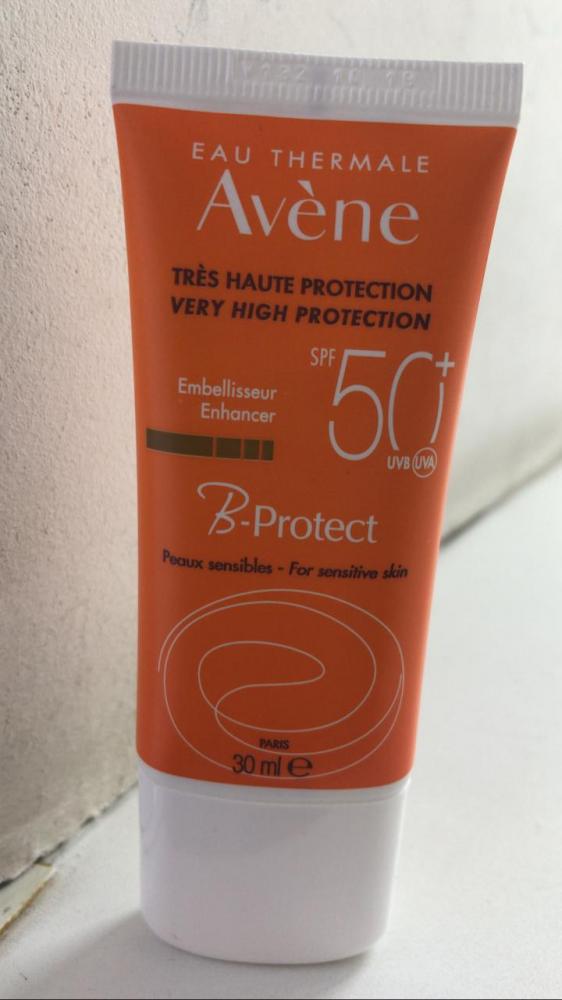 EAU THERMALE
Avène
TRÈS HAUTE PROTECTION
VERY HIGH PROTECTION
SPF 50+
Embellisseur
Enhancer
UVB UVA
B-Protect
Peaux sensibles - For sensitive skin
PARIS
30 ml e